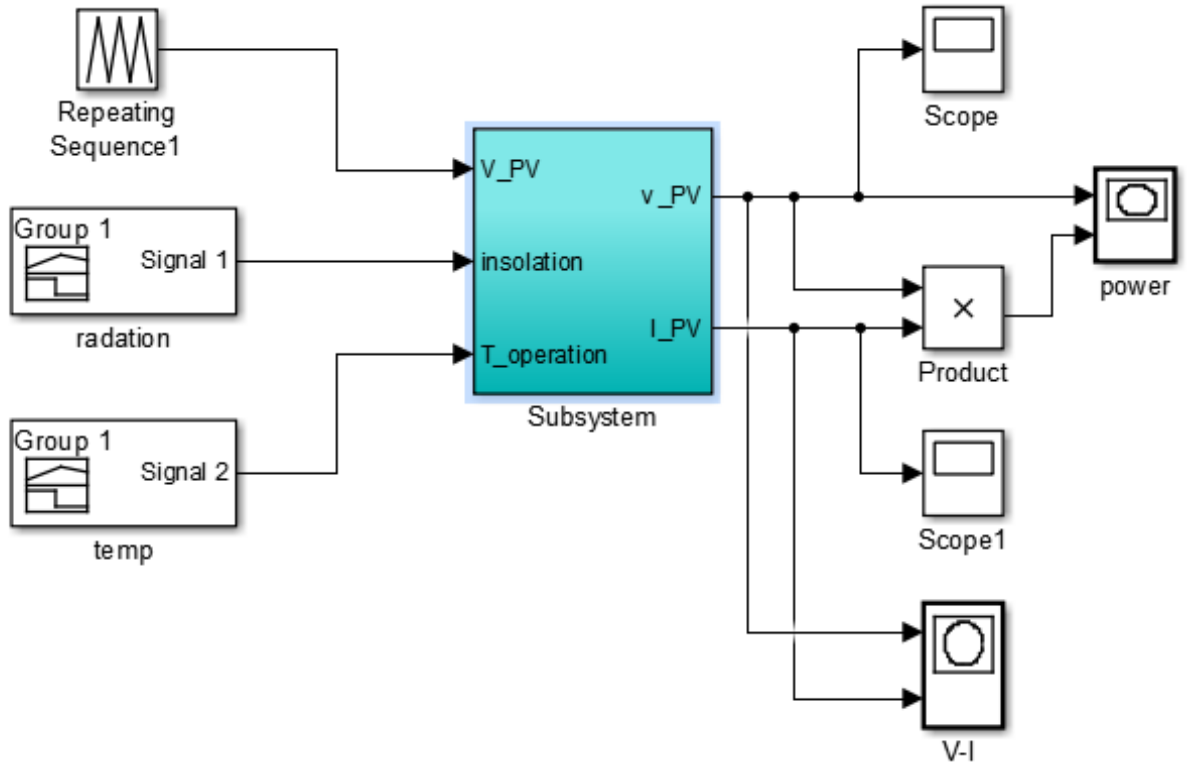 Repeating
Sequence1
Group 1
Signal 1
radation
Group 1
Signal 2
temp
V_PV
insolation
T_operation
v_PV
I_PV
Subsystem
Scope
power
×
Product
Scope1
V-I